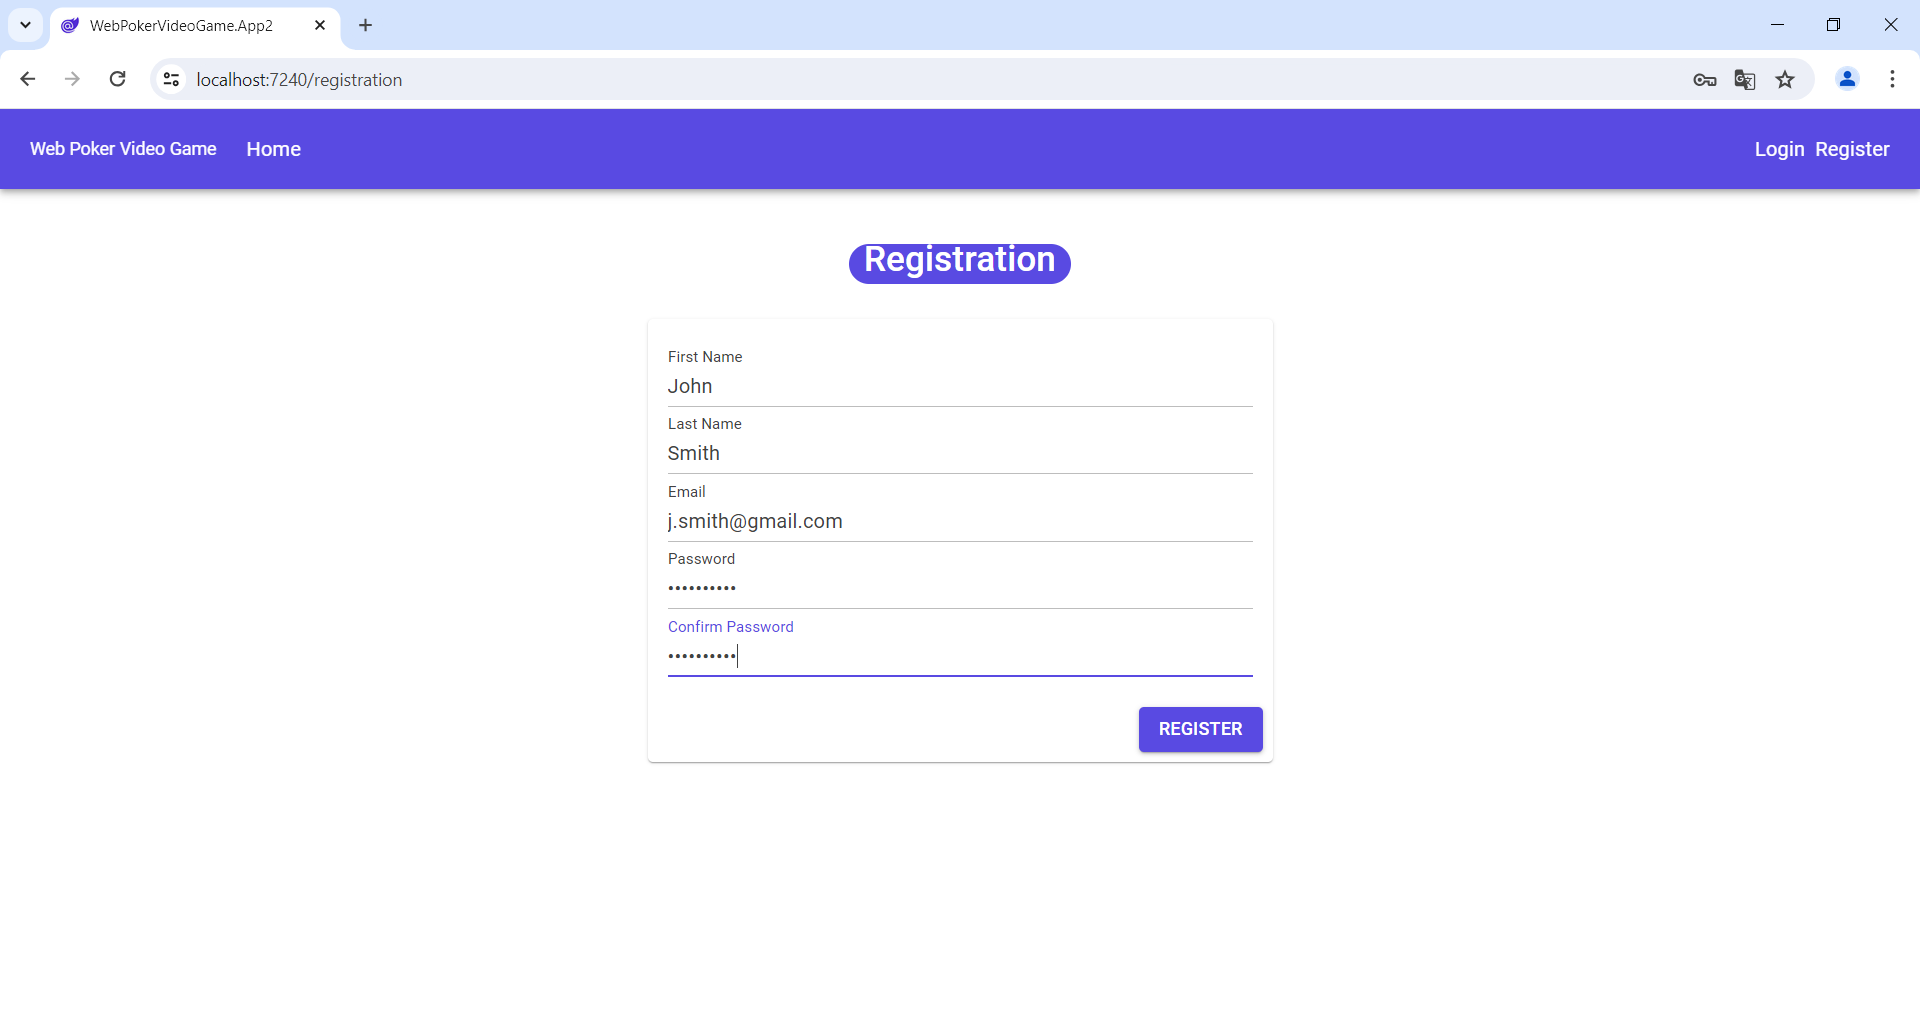 WebPokerVideoGame.App2
localhost:7240/registration
Web Poker Video Game Home Login Register
Registration
First Name
John
Last Name
Smith
Email
j.smith@gmail.com
Password
••••••••••
Confirm Password
••••••••••
REGISTER